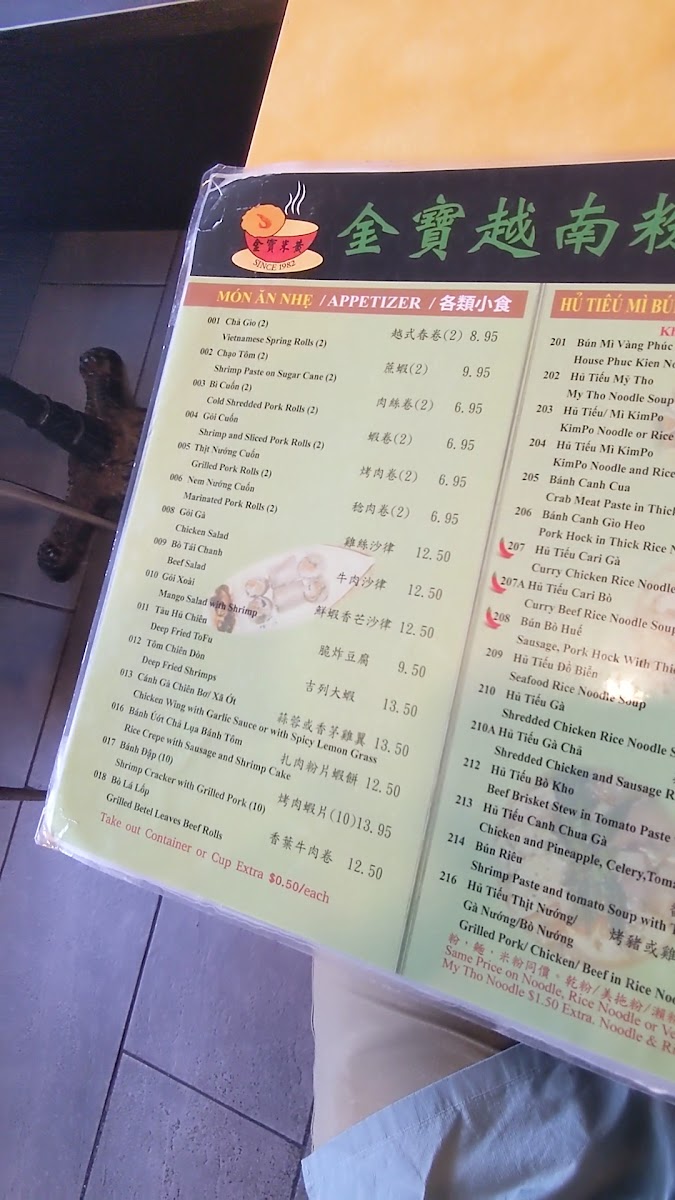 金寶米黃
SINCE 1982
金寶越南粉
MÓN ĂN NHẸ / APPETIZER / 各類小食
001 Chả Giò (2)
Vietnamese Spring Rolls (2) 越式春卷(2) 8.95
002 Chạo Tôm (2)
Shrimp Paste on Sugar Cane (2) 蔗蝦(2) 9.95
003 Bì Cuốn (2)
Cold Shredded Pork Rolls (2) 肉絲卷(2) 6.95
004 Gỏi Cuốn
Shrimp and Sliced Pork Rolls (2) 蝦卷(2) 6.95
005 Thịt Nướng Cuốn
Grilled Pork Rolls (2) 烤肉卷(2) 6.95
006 Nem Nướng Cuốn
Marinated Pork Rolls (2) 稔肉卷(2) 6.95
008 Gỏi Gà
Chicken Salad 雞絲沙律 12.50
009 Bò Tái Chanh
Beef Salad 牛肉沙律 12.50
010 Gỏi Xoài
Mango Salad with Shrimp 鮮蝦香芒沙律 12.50
011 Tàu Hủ Chiên
Deep Fried ToFu 脆炸豆腐 9.50
012 Tôm Chiên Dòn
Deep Fried Shrimps 吉列大蝦 13.50
013 Cánh Gà Chiên Bơ/ Xả Ớt
Chicken Wing with Garlic Sauce or with Spicy Lemon Grass 蒜蓉或香茅雞翼 13.50
016 Bánh Ướt Chả Lụa Bánh Tôm
Rice Crepe with Sausage and Shrimp Cake 扎肉粉片蝦餅 12.50
017 Bánh Đập (10)
Shrimp Cracker with Grilled Pork (10) 烤肉蝦片(10) 13.95
018 Bò Lá Lốp
Grilled Betel Leaves Beef Rolls 香葉牛肉卷 12.50
Take out Container or Cup Extra $0.50/each
HỦ TIẾU MÌ BÚ
201 Bún Mì Vàng Phúc
House Phuc Kien No
202 Hủ Tiếu Mỹ Tho
My Tho Noodle Soup
203 Hủ Tiếu/ Mì KimPo
KimPo Noodle or Rice
204 Hủ Tiếu Mì KimPo
KimPo Noodle and Rice
205 Bánh Canh Cua
Crab Meat Paste in Thick
206 Bánh Canh Giò Heo
Pork Hock in Thick Rice N
207 Hủ Tiếu Cari Gà
Curry Chicken Rice Noodle
207A Hủ Tiếu Cari Bò
Curry Beef Rice Noodle Soup
208 Bún Bò Huế
Sausage, Pork Hock With Thic
209 Hủ Tiếu Đồ Biển
Seafood Rice Noodle Soup
210 Hủ Tiếu Gà
Shredded Chicken Rice Noodle S
210A Hủ Tiếu Gà Chả
Shredded Chicken and Sausage R
212 Hủ Tiếu Bò Kho
Beef Brisket Stew in Tomato Paste
213 Hủ Tiếu Canh Chua Gà
Chicken and Pineapple, Celery,Toma
214 Bún Riêu
Shrimp Paste and tomato Soup with T
216 Hủ Tiếu Thịt Nướng/
Gà Nướng/Bò Nướng 烤豬或雞
Grilled Pork/ Chicken/ Beef in Rice Noo
粉，麵，米粉同價，乾粉/美拖粉/瀨粉
Same Price on Noodle, Rice Noodle or Ve
My Tho Noodle $1.50 Extra. Noodle & Ri